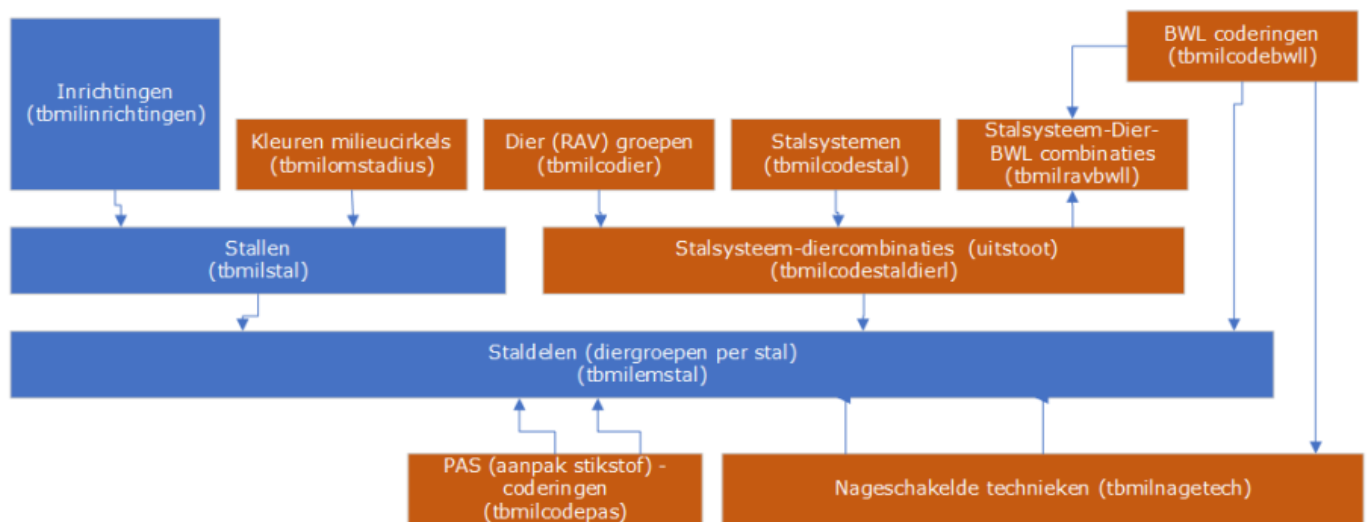 Inrichtingen
(tbmilinrichtingen)
BWL coderingen
(tbmilcodebwll)
Kleuren milieucirkels
(tbmilomstadius)
Dier (RAV) groepen
(tbmilcodier)
Stalsystemen
(tbmilcodestal)
Stalsysteem-Dier-
BWL combinaties
(tbmilravbwll)
Stallen
(tbmilstal)
Stalsysteem-diercombinaties (uitstoot)
(tbmilcodestaldierl)
Staldelen (diergroepen per stal)
(tbmilemstal)
PAS (aanpak stikstof) -
coderingen
(tbmilcodepas)
Nageschakelde technieken (tbmilnagetech)